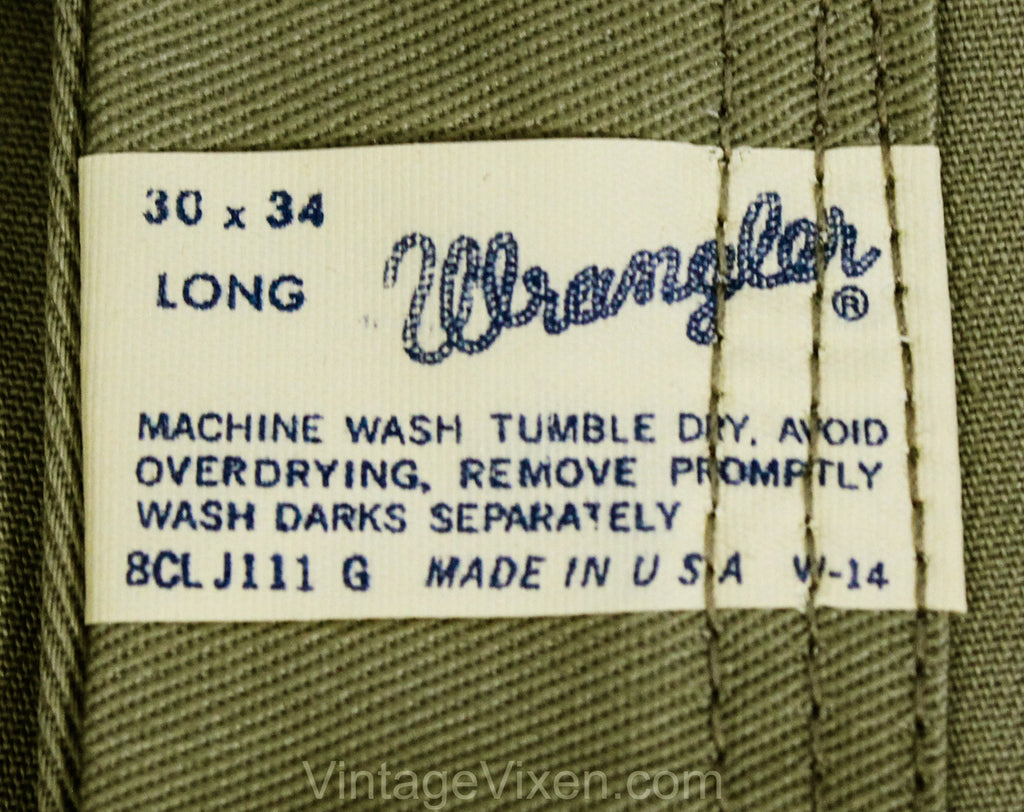 30 x 34
LONG
Wrangler ®
MACHINE WASH TUMBLE DRY. AVOID
OVERDRYING, REMOVE PROMPTLY
WASH DARKS SEPARATELY
8CLJ111 G MADE IN U S A W-14
VintageVixen.com